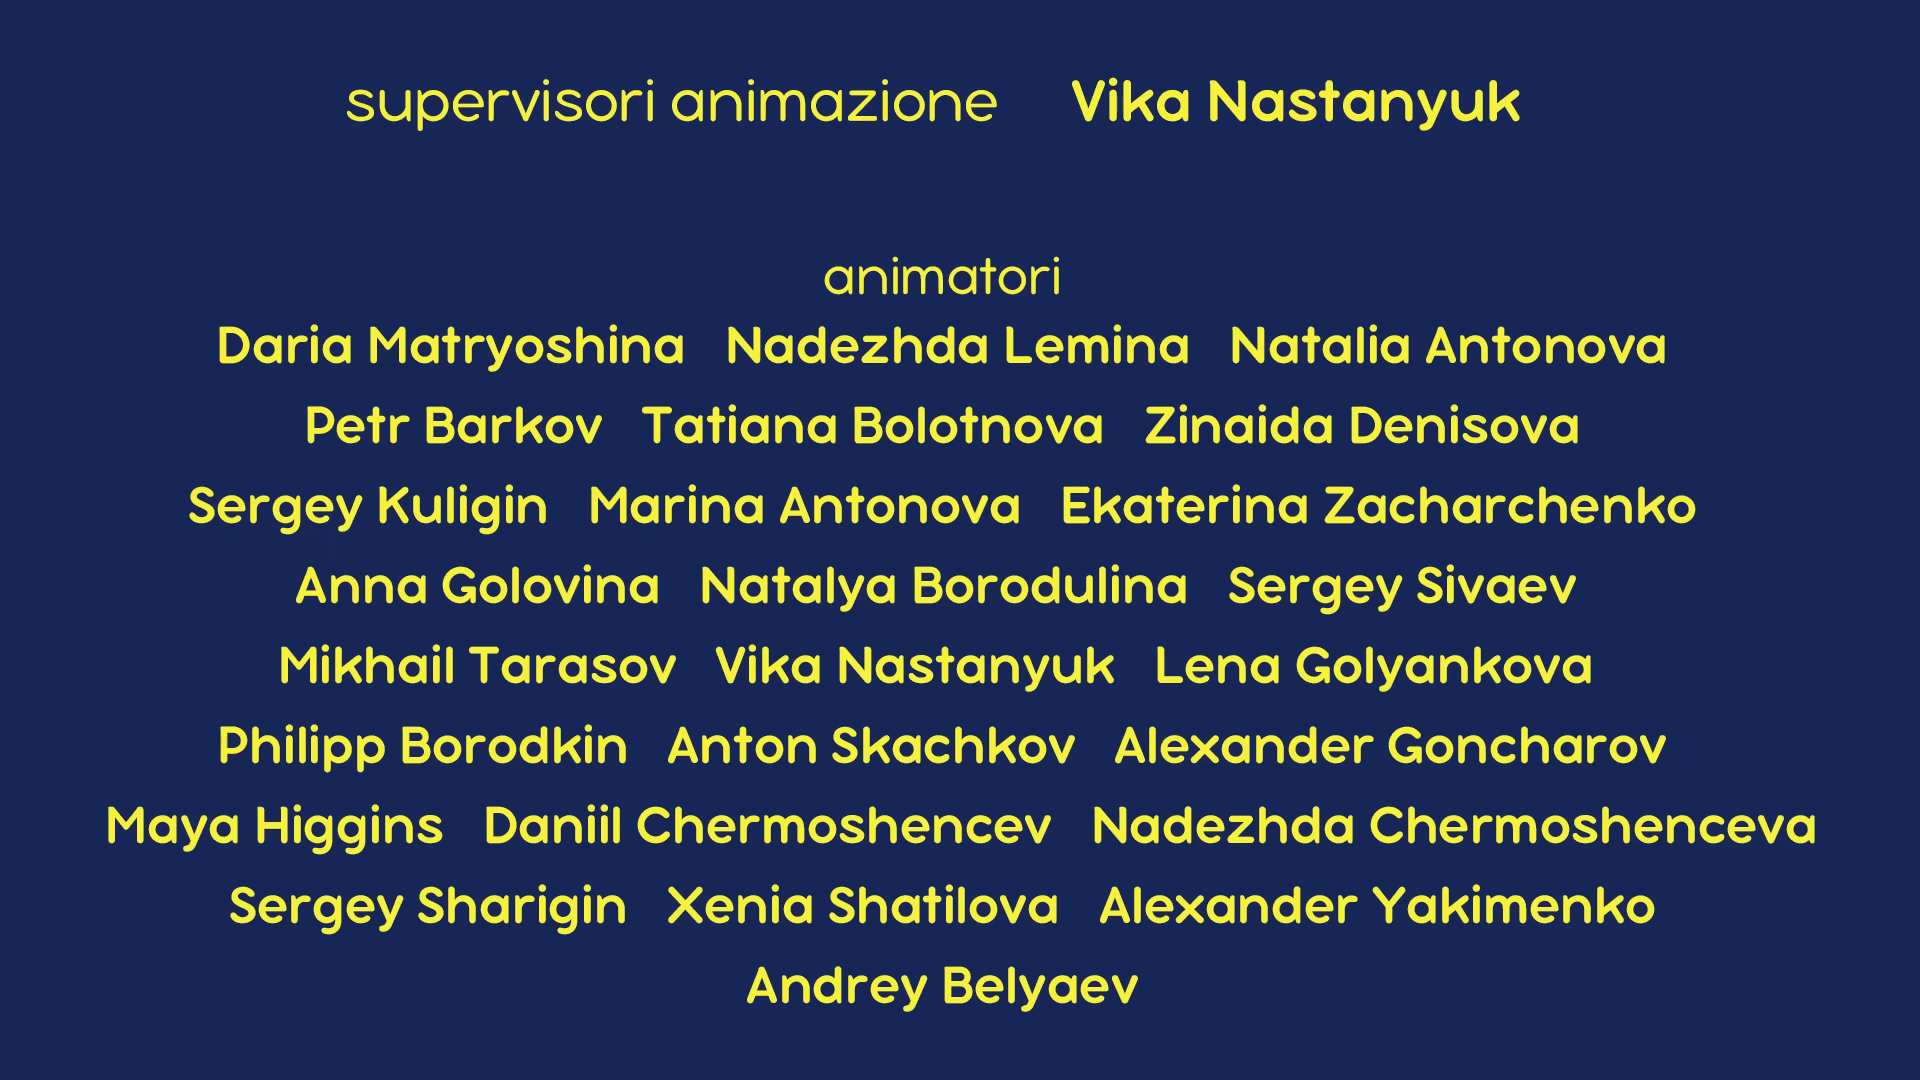 supervisori animazione Vika Nastanyuk
animatori
Daria Matryoshina Nadezhda Lemina Natalia Antonova
Petr Barkov Tatiana Bolotnova Zinaida Denisova
Sergey Kuligin Marina Antonova Ekaterina Zacharchenko
Anna Golovina Natalya Borodulina Sergey Sivaev
Mikhail Tarasov Vika Nastanyuk Lena Golyankova
Philipp Borodkin Anton Skachkov Alexander Goncharov
Maya Higgins Daniil Chermoshencev Nadezhda Chermoshenceva
Sergey Sharigin Xenia Shatilova Alexander Yakimenko
Andrey Belyaev